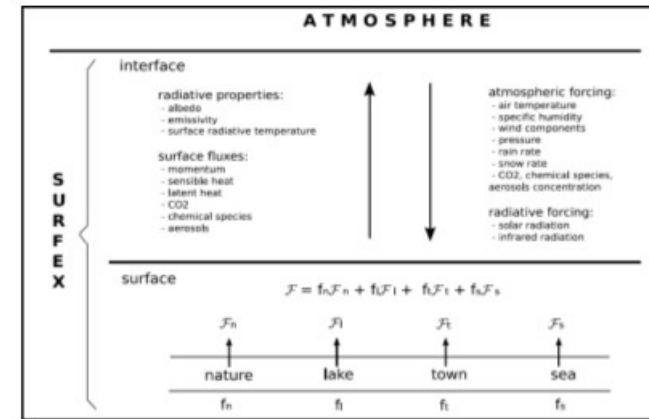 ATMOSPHERE
interface
radiative properties:
- albedo
- emissivity
- surface radiative temperature
surface fluxes:
- momentum
- sensible heat
- latent heat
- CO2
- chemical species
- aerosols
atmospheric forcing:
- air temperature
- specific humidity
- wind components
- pressure
- rain rate
- snow rate
- CO2, chemical species,
aerosols concentration
radiative forcing:
- solar radiation
- infrared radiation
SURFEX
surface
ℱ = fₙℱₙ + fₗℱₗ + fₜℱₜ + fₛℱₛ
ℱₙ ℱₗ ℱₜ ℱₛ
nature lake town sea
fₙ fₗ fₜ fₛ